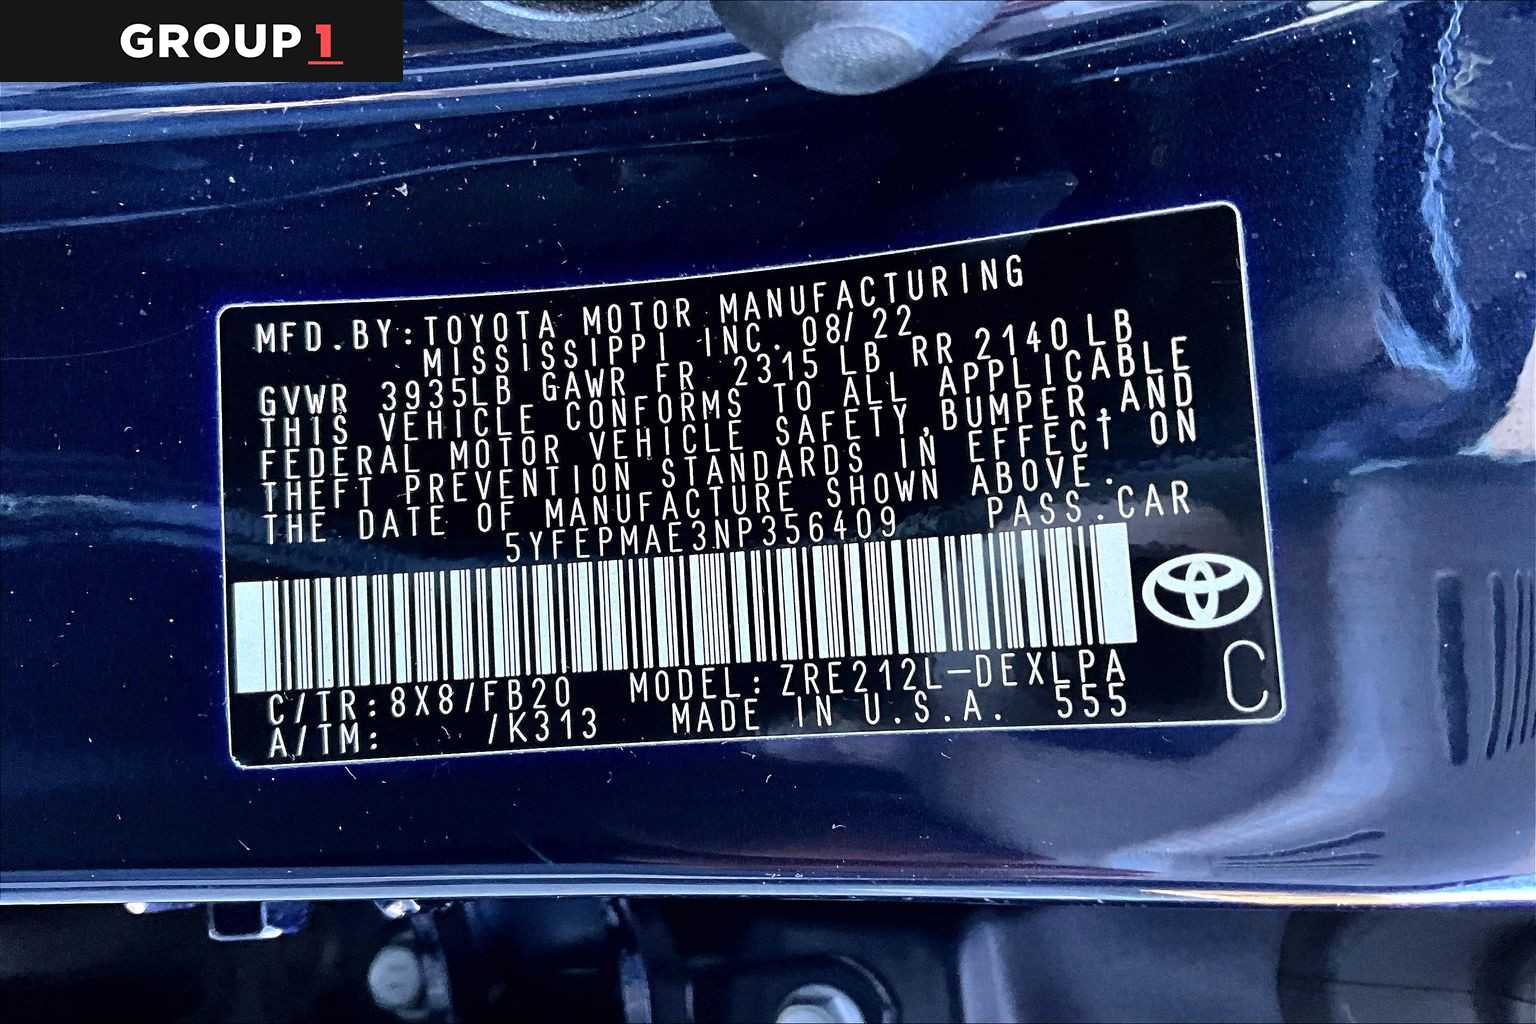 GROUP 1
MFD.BY:TOYOTA MOTOR MANUFACTURING
MISSISSIPPI INC. 08/22
GVWR 3935LB GAWR FR 2315 LB RR 2140 LB
THIS VEHICLE CONFORMS TO ALL APPLICABLE
FEDERAL MOTOR VEHICLE SAFETY,BUMPER,AND
THEFT PREVENTION STANDARDS IN EFFECT ON
THE DATE OF MANUFACTURE SHOWN ABOVE.
5YFEPMAE3NP356409 PASS.CAR
C/TR:8X8/FB20 MODEL:ZRE212L-DEXLPA
A/TM: /K313 MADE IN U.S.A. 555
C